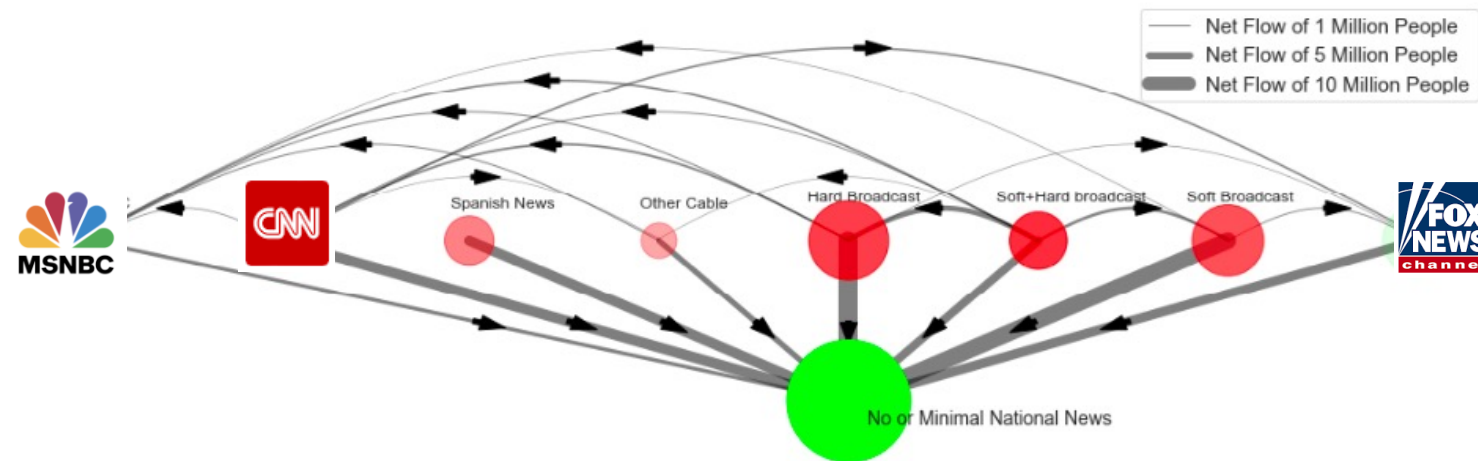 Net Flow of 1 Million People
Net Flow of 5 Million People
Net Flow of 10 Million People
Spanish News
Other Cable
Hard Broadcast
Soft+Hard broadcast
Soft Broadcast
MSNBC
CNN
FOX
NEWS
channe
No or Minimal National News